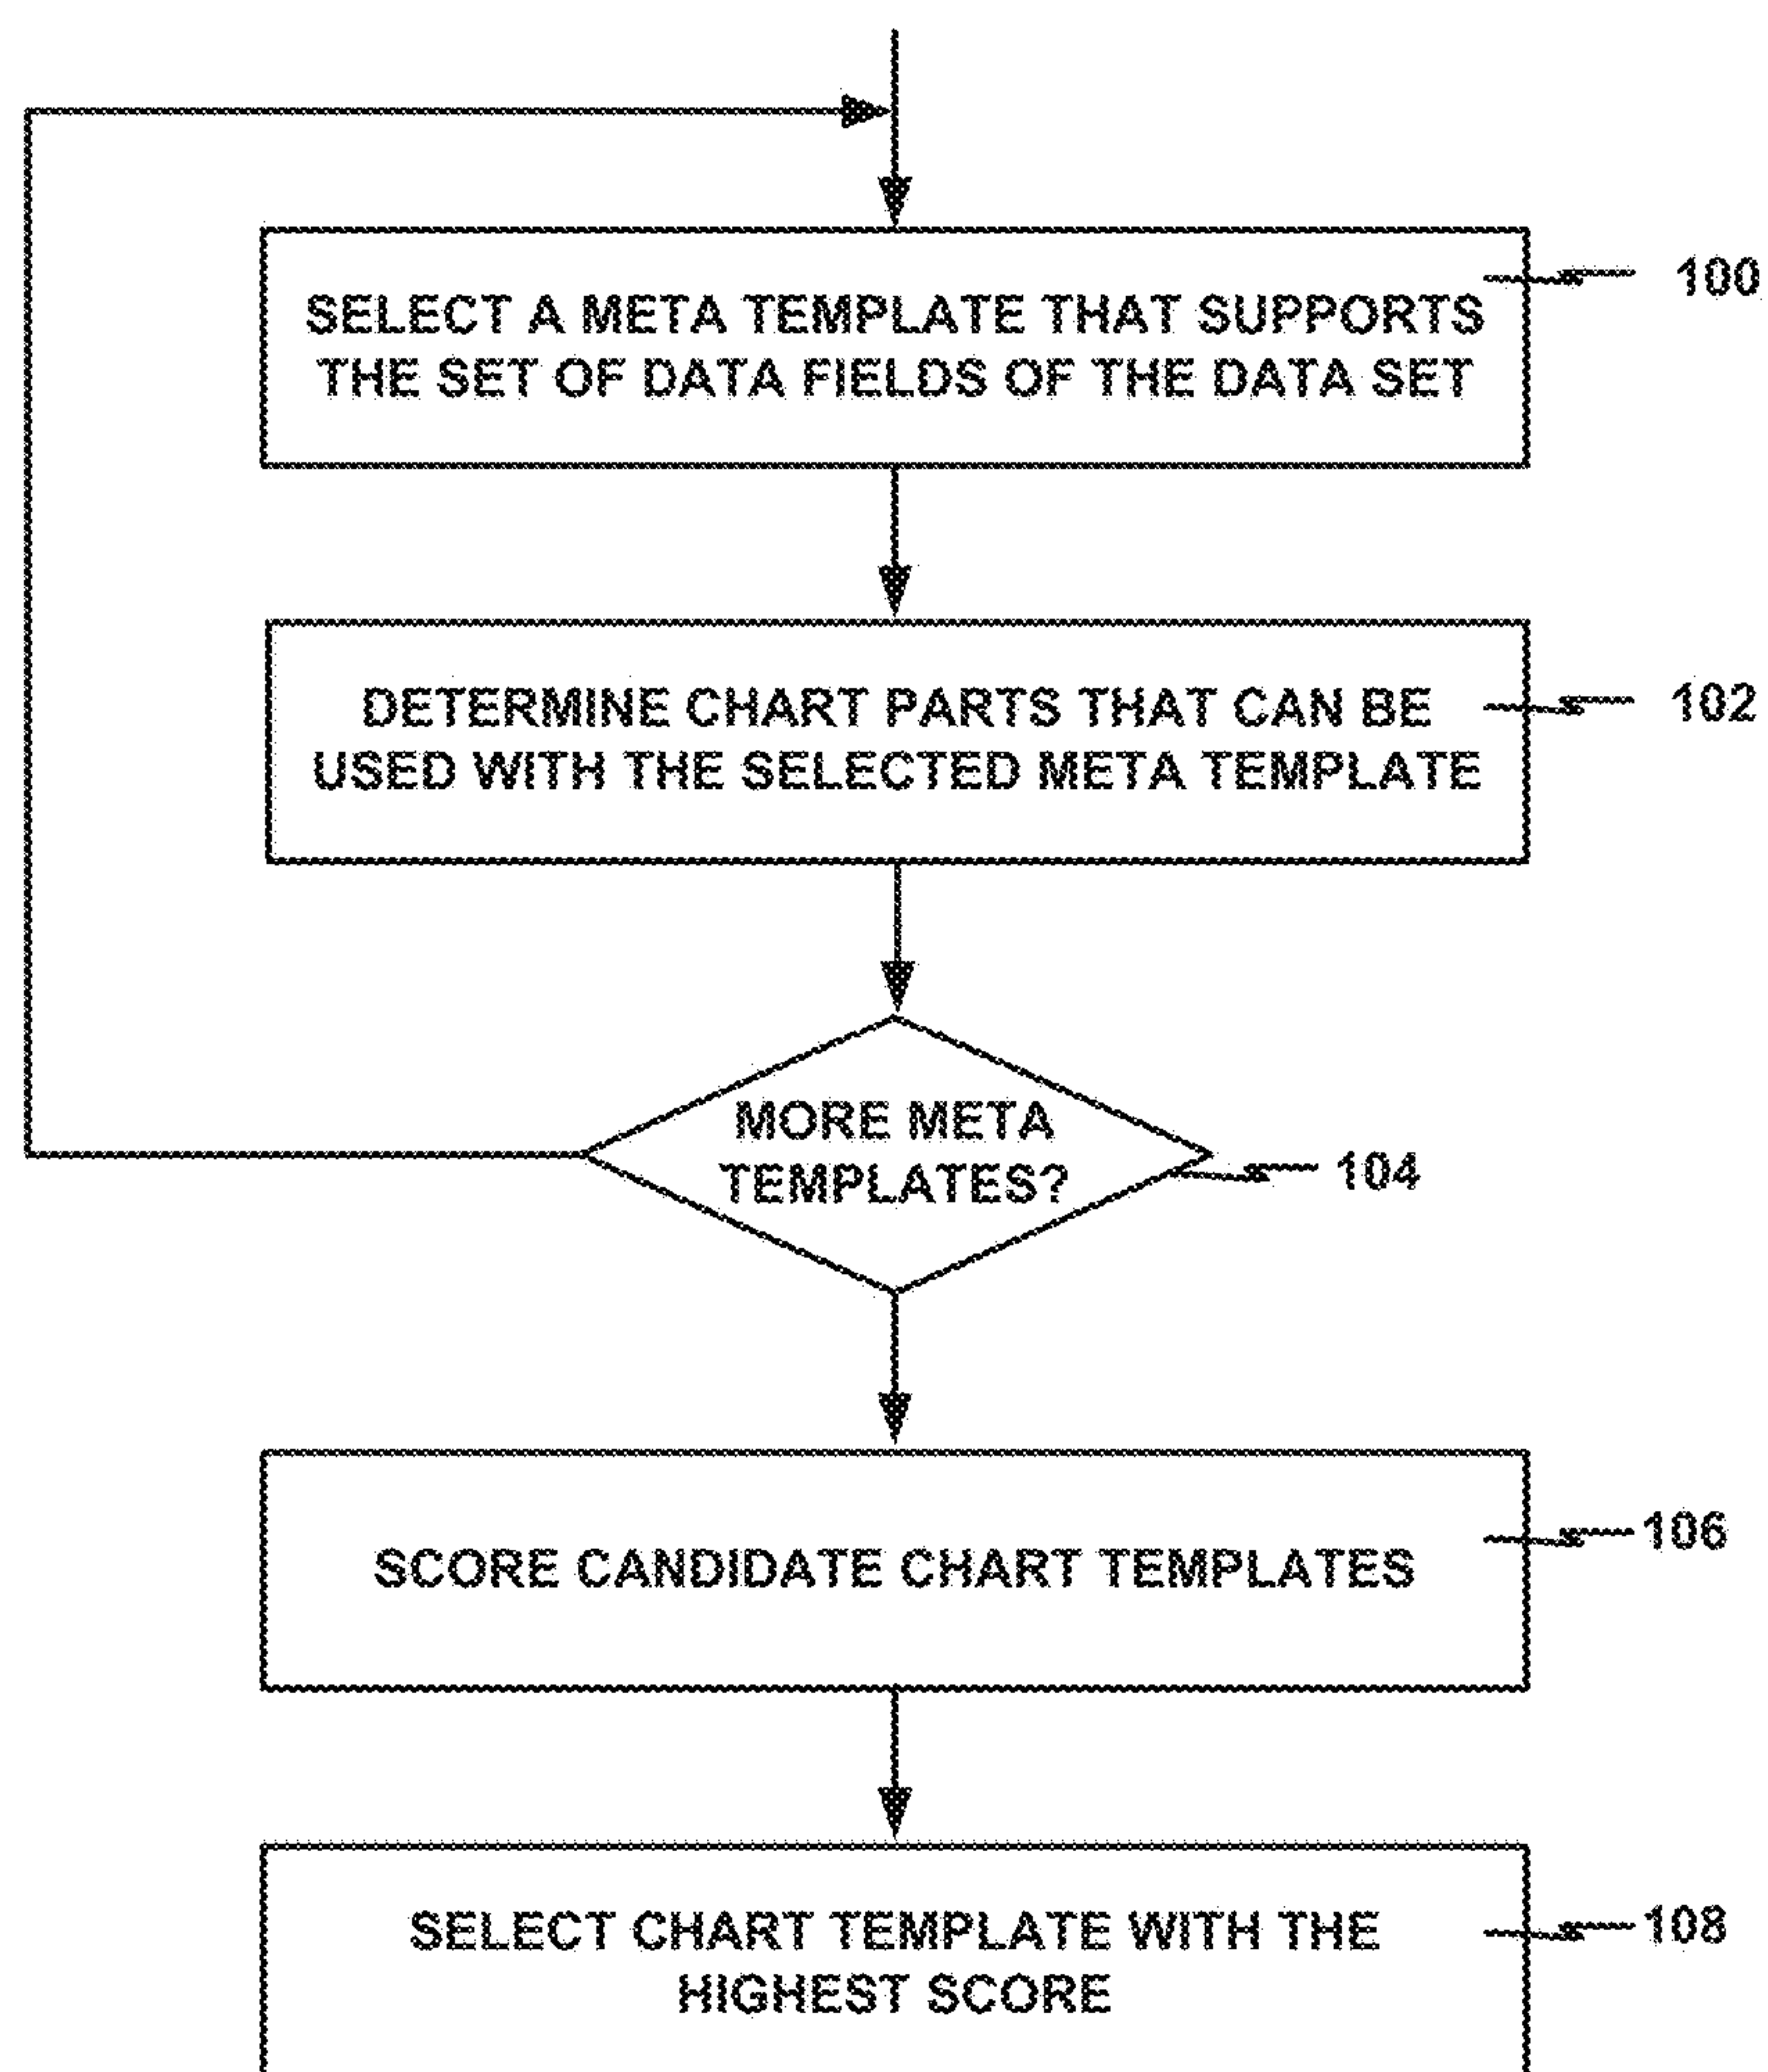 100
SELECT A META TEMPLATE THAT SUPPORTS
THE SET OF DATA FIELDS OF THE DATA SET
102
DETERMINE CHART PARTS THAT CAN BE
USED WITH THE SELECTED META TEMPLATE
MORE META
TEMPLATES?
104
106
SCORE CANDIDATE CHART TEMPLATES
108
SELECT CHART TEMPLATE WITH THE
HIGHEST SCORE